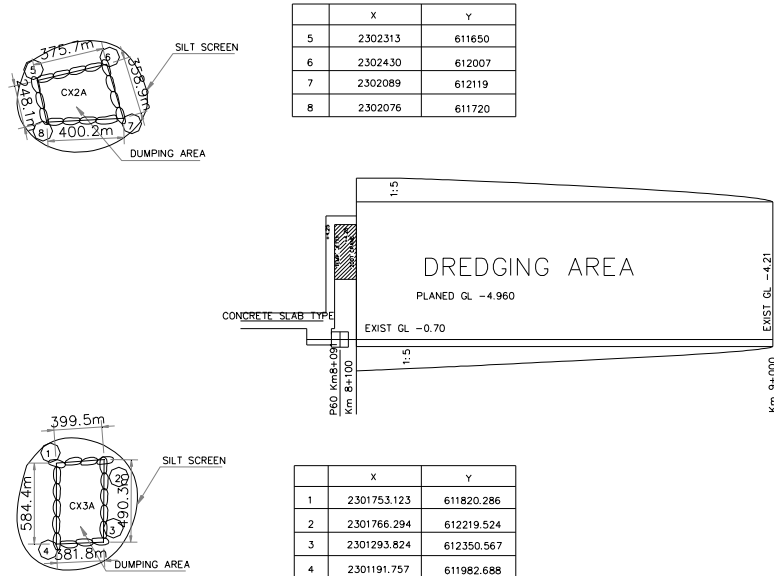 X Y
5 2302313 611650
6 2302430 612007
7 2302089 612119
8 2302076 611720
375.7m
SILT SCREEN
5
6
358.9m
248.1m
CX2A
8
400.2m
7
DUMPING AREA
1:5
DREDGING AREA
PLANED GL -4.960
EXIST GL -4.21
CONCRETE SLAB TYPE
EXIST GL -0.70
1:5
P60 Km8+091
Km 8+100
Km 9+000
399.5m
1
SILT SCREEN
2
584.4m
CX3A
490.3m
3
4
381.8m
DUMPING AREA
X Y
1 2301753.123 611820.286
2 2301766.294 612219.524
3 2301293.824 612350.567
4 2301191.757 611982.688